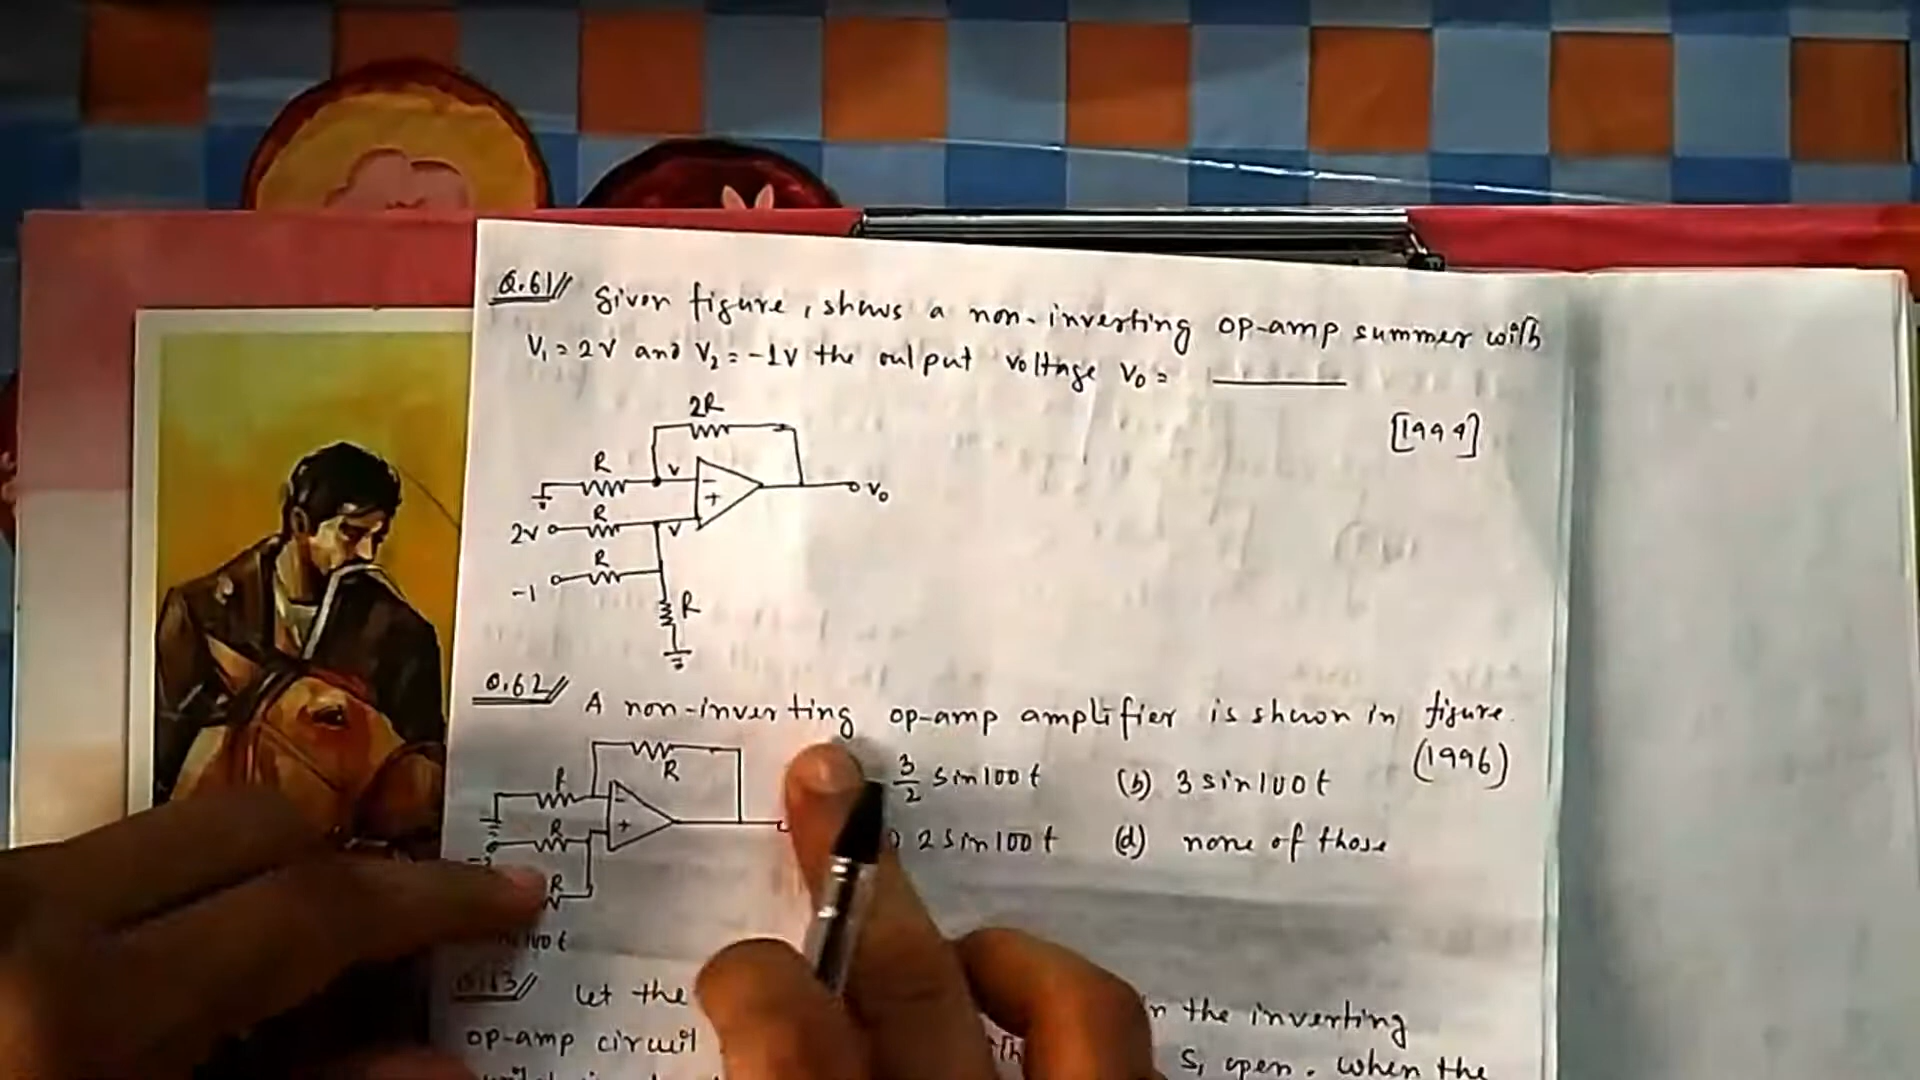 Q.61// Given figure, shows a non-inverting op-amp summer with
V₁ = 2V and V₂ = -1V the output voltage V₀ = ______
[1994]
2R
R
V
-
+
V₀
R
2V
V
R
-1
R
Q.62// A non-inverting op-amp amplifier is shown in figure.
(1996)
R
R
-
+
R
R
3/2 sin100t (b) 3 sin100t
) 2 sin100t (d) none of those
Let the n the inverting
op-amp circuit S₁ open. When the